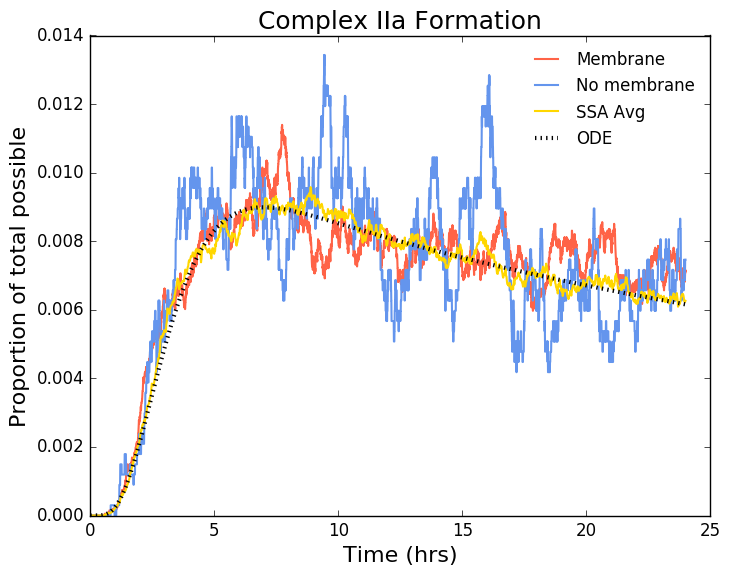 Complex IIa Formation
Proportion of total possible
0.014
0.012
0.010
0.008
0.006
0.004
0.002
0.000
Membrane
No membrane
SSA Avg
ODE
0 5 10 15 20 25
Time (hrs)